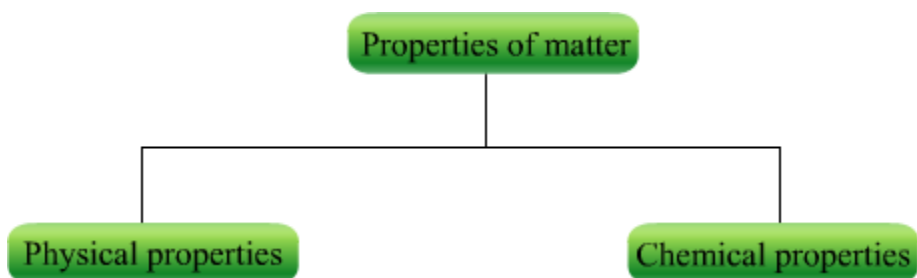 Properties of matter
Physical properties
Chemical properties